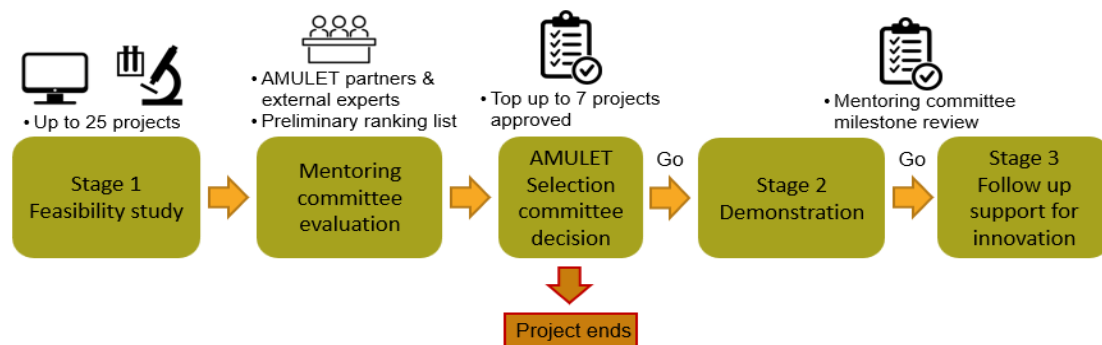 • Up to 25 projects
Stage 1
Feasibility study
• AMULET partners &
external experts
• Preliminary ranking list
Mentoring
committee
evaluation
• Top up to 7 projects
approved
AMULET
Selection
committee
decision
Project ends
Go
Stage 2
Demonstration
• Mentoring committee
milestone review
Go
Stage 3
Follow up
support for
innovation